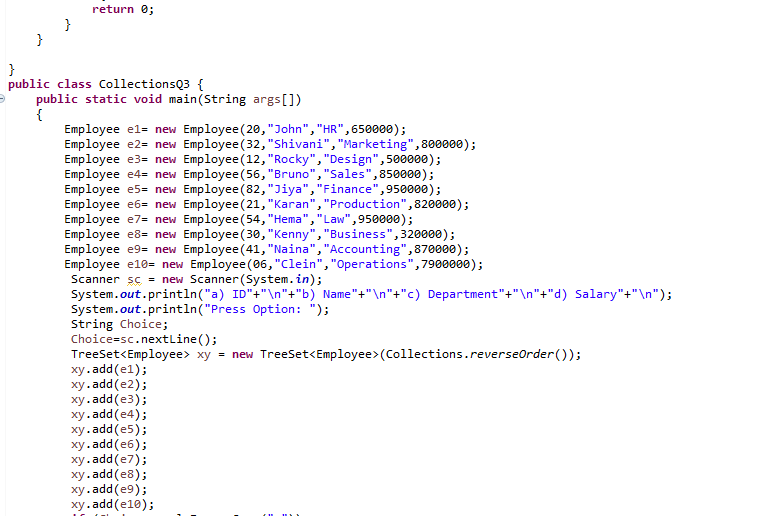 return 0;
}
}
}
public class CollectionsQ3 {
public static void main(String args[])
{
Employee e1= new Employee(20,"John","HR",650000);
Employee e2= new Employee(32,"Shivani","Marketing",800000);
Employee e3= new Employee(12,"Rocky","Design",500000);
Employee e4= new Employee(56,"Bruno","Sales",850000);
Employee e5= new Employee(82,"Jiya","Finance",950000);
Employee e6= new Employee(21,"Karan","Production",820000);
Employee e7= new Employee(54,"Hema","Law",950000);
Employee e8= new Employee(30,"Kenny","Business",320000);
Employee e9= new Employee(41,"Naina","Accounting",870000);
Employee e10= new Employee(06,"Clein","Operations",7900000);
Scanner sc = new Scanner(System.in);
System.out.println("a) ID"+"\n"+"b) Name"+"\n"+"c) Department"+"\n"+"d) Salary"+"\n");
System.out.println("Press Option: ");
String Choice;
Choice=sc.nextLine();
TreeSet<Employee> xy = new TreeSet<Employee>(Collections.reverseOrder());
xy.add(e1);
xy.add(e2);
xy.add(e3);
xy.add(e4);
xy.add(e5);
xy.add(e6);
xy.add(e7);
xy.add(e8);
xy.add(e9);
xy.add(e10);